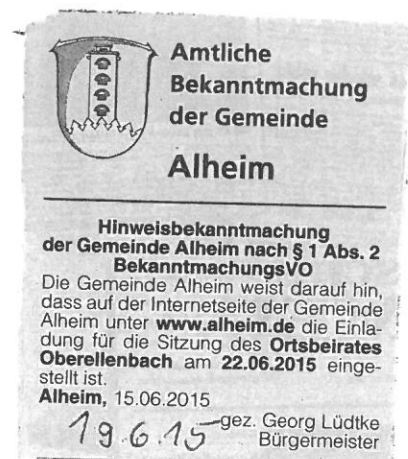 Amtliche
Bekanntmachung
der Gemeinde
Alheim
Hinweisbekanntmachung
der Gemeinde Alheim nach § 1 Abs. 2
BekanntmachungsVO
Die Gemeinde Alheim weist darauf hin,
dass auf der Internetseite der Gemeinde
Alheim unter www.alheim.de die Einla-
dung für die Sitzung des Ortsbeirates
Oberellenbach am 22.06.2015 einge-
stellt ist.
Alheim, 15.06.2015
19.6.15 gez. Georg Lüdtke
Bürgermeister